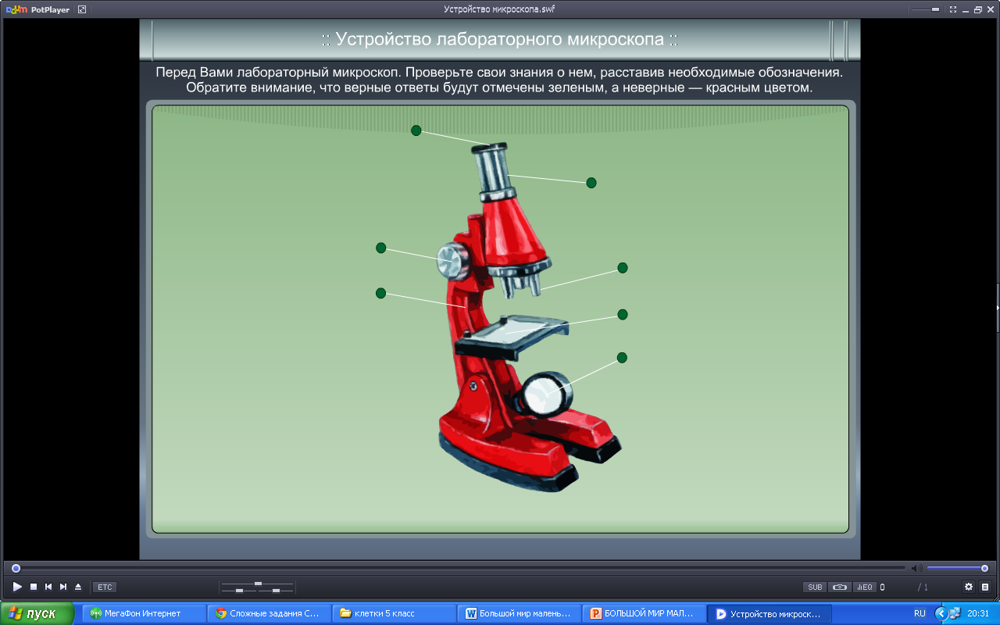 Daum PotPlayer
Устройство микроскопа.swf
:: Устройство лабораторного микроскопа ::
Перед Вами лабораторный микроскоп. Проверьте свои знания о нем, расставив необходимые обозначения.
Обратите внимание, что верные ответы будут отмечены зеленым, а неверные — красным цветом.
ETC
SUB
EQ
0
/ 1
пуск
МегаФон Интернет
Сложные задания С...
клетки 5 класс
Большой мир малень...
БОЛЬШОЙ МИР МАЛ...
Устройство микроск...
RU
20:31